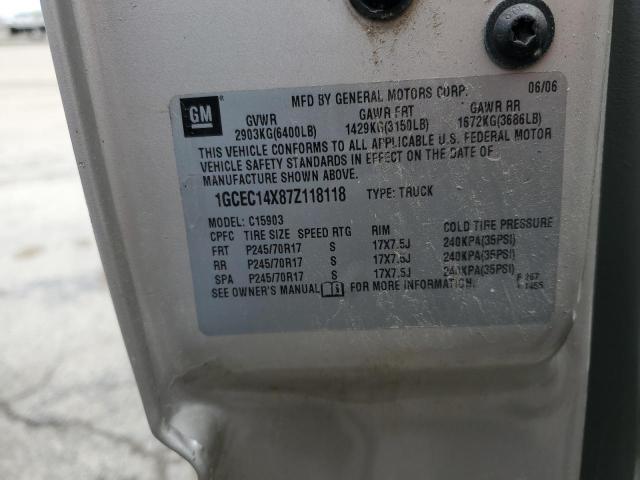 MFD BY GENERAL MOTORS CORP. 06/06
GM
GVWR GAWR FRT GAWR RR
2903KG(6400LB) 1429KG(3150LB) 1672KG(3686LB)
THIS VEHICLE CONFORMS TO ALL APPLICABLE U.S. FEDERAL MOTOR
VEHICLE SAFETY STANDARDS IN EFFECT ON THE DATE OF
MANUFACTURE SHOWN ABOVE.
1GCEC14X87Z118118 TYPE: TRUCK
MODEL: C15903
CPFC TIRE SIZE SPEED RTG RIM COLD TIRE PRESSURE
FRT P245/70R17 S 17X7.5J 240KPA(35PSI)
RR P245/70R17 S 17X7.5J 240KPA(35PSI)
SPA P245/70R17 S 17X7.5J 240KPA(35PSI)
SEE OWNER'S MANUAL FOR MORE INFORMATION.